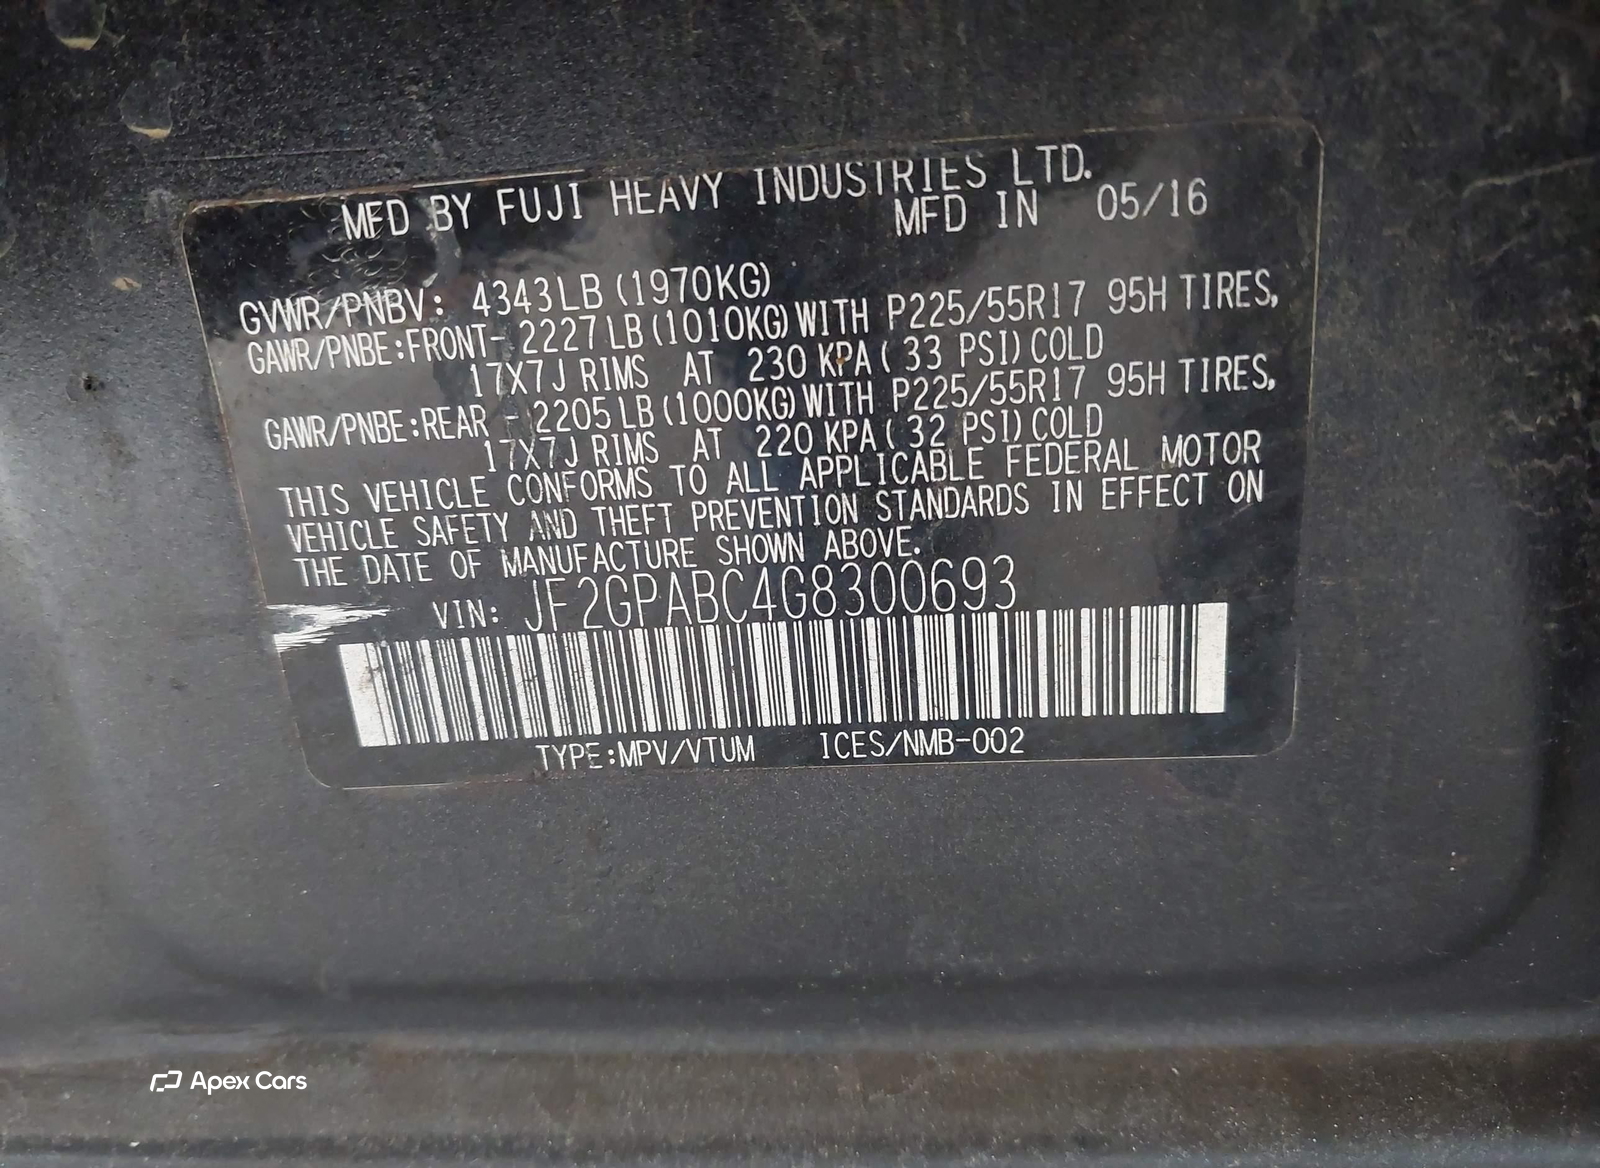 MFD BY FUJI HEAVY INDUSTRIES LTD.
MFD IN 05/16
GVWR/PNBV: 4343LB (1970KG)
GAWR/PNBE:FRONT- 2227LB (1010KG) WITH P225/55R17 95H TIRES,
17X7J RIMS AT 230 KPA ( 33 PSI) COLD
GAWR/PNBE:REAR - 2205LB (1000KG) WITH P225/55R17 95H TIRES,
17X7J RIMS AT 220 KPA ( 32 PSI) COLD
THIS VEHICLE CONFORMS TO ALL APPLICABLE FEDERAL MOTOR
VEHICLE SAFETY AND THEFT PREVENTION STANDARDS IN EFFECT ON
THE DATE OF MANUFACTURE SHOWN ABOVE.
VIN: JF2GPABC4G8300693
TYPE:MPV/VTUM ICES/NMB-002
Apex Cars